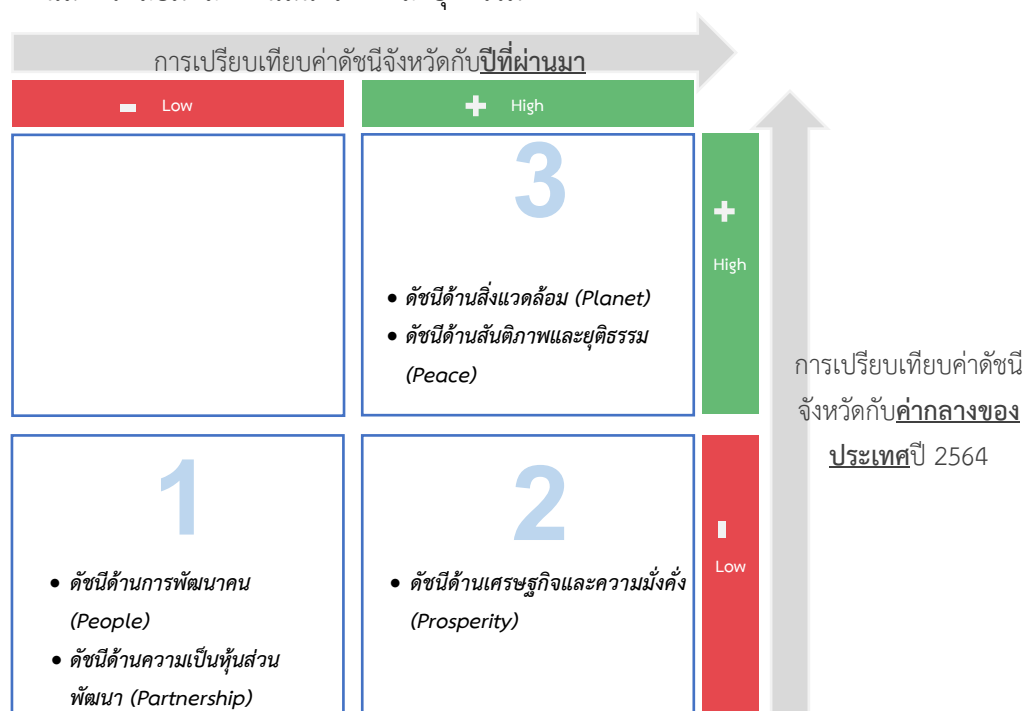 การเปรียบเทียบค่าดัชนีจังหวัดกับปีที่ผ่านมา
Low
High
3
• ดัชนีด้านสิ่งแวดล้อม (Planet)
• ดัชนีด้านสันติภาพและยุติธรรม
(Peace)
High
การเปรียบเทียบค่าดัชนี
จังหวัดกับค่ากลางของ
ประเทศปี 2564
1
• ดัชนีด้านการพัฒนาคน
(People)
• ดัชนีด้านความเป็นหุ้นส่วน
พัฒนา (Partnership)
2
• ดัชนีด้านเศรษฐกิจและความมั่งคั่ง
(Prosperity)
Low